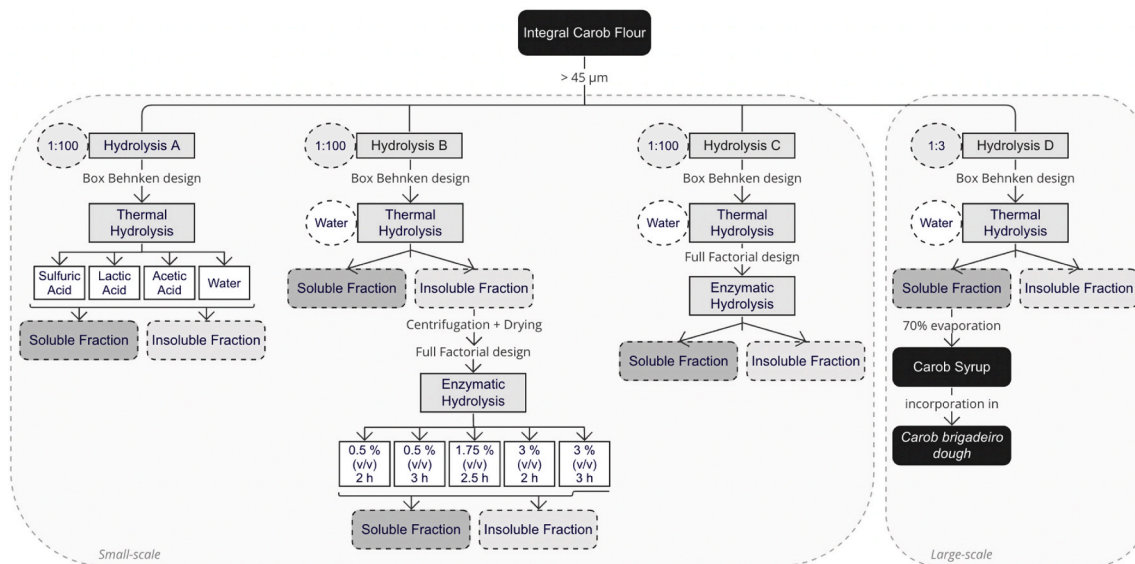 Integral Carob Flour
> 45 µm
1:100
Hydrolysis A
Box Behnken design
Thermal
Hydrolysis
Sulfuric
Acid
Lactic
Acid
Acetic
Acid
Water
Soluble Fraction
Insoluble Fraction
1:100
Hydrolysis B
Box Behnken design
Water
Thermal
Hydrolysis
Soluble Fraction
Insoluble Fraction
Centrifugation + Drying
Full Factorial design
Enzymatic
Hydrolysis
0.5 %
(v/v)
2 h
0.5 %
(v/v)
3 h
1.75 %
(v/v)
2.5 h
3 %
(v/v)
2 h
3 %
(v/v)
3 h
Soluble Fraction
Insoluble Fraction
1:100
Hydrolysis C
Box Behnken design
Water
Thermal
Hydrolysis
Full Factorial design
Enzymatic
Hydrolysis
Soluble Fraction
Insoluble Fraction
Small-scale
1:3
Hydrolysis D
Box Behnken design
Water
Thermal
Hydrolysis
Soluble Fraction
Insoluble Fraction
70% evaporation
Carob Syrup
incorporation in
Carob brigadeiro
dough
Large-scale